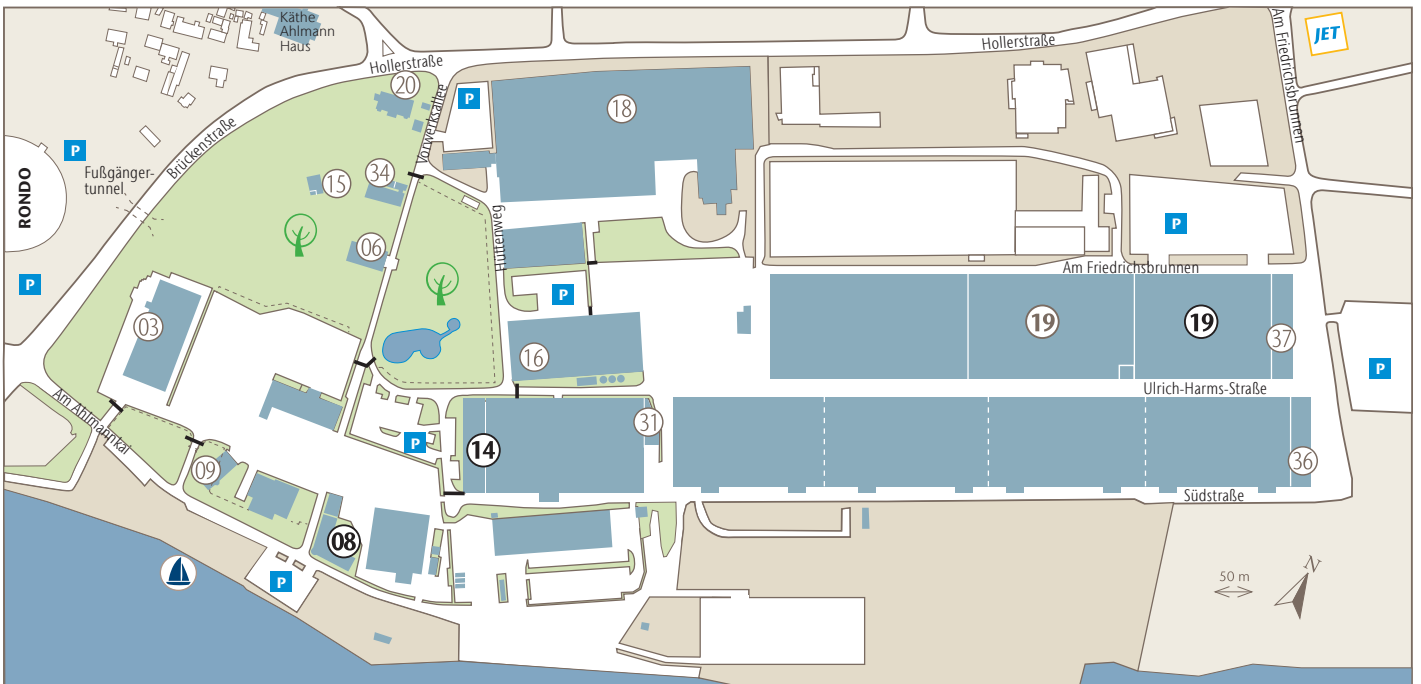 Käthe
Ahlmann
Haus
Hollerstraße
Hollerstraße
Am Friedrichsbrunnen
JET
20
Vorwerksallee
P
18
Brückenstraße
P
Fußgänger-
tunnel
RONDO
15
34
06
Hüttenweg
P
P
P
Am Friedrichsbrunnen
03
16
19
19
37
P
Ulrich-Harms-Straße
Am Ahlmannkai
P
14
31
09
36
Südstraße
08
P
50 m
N